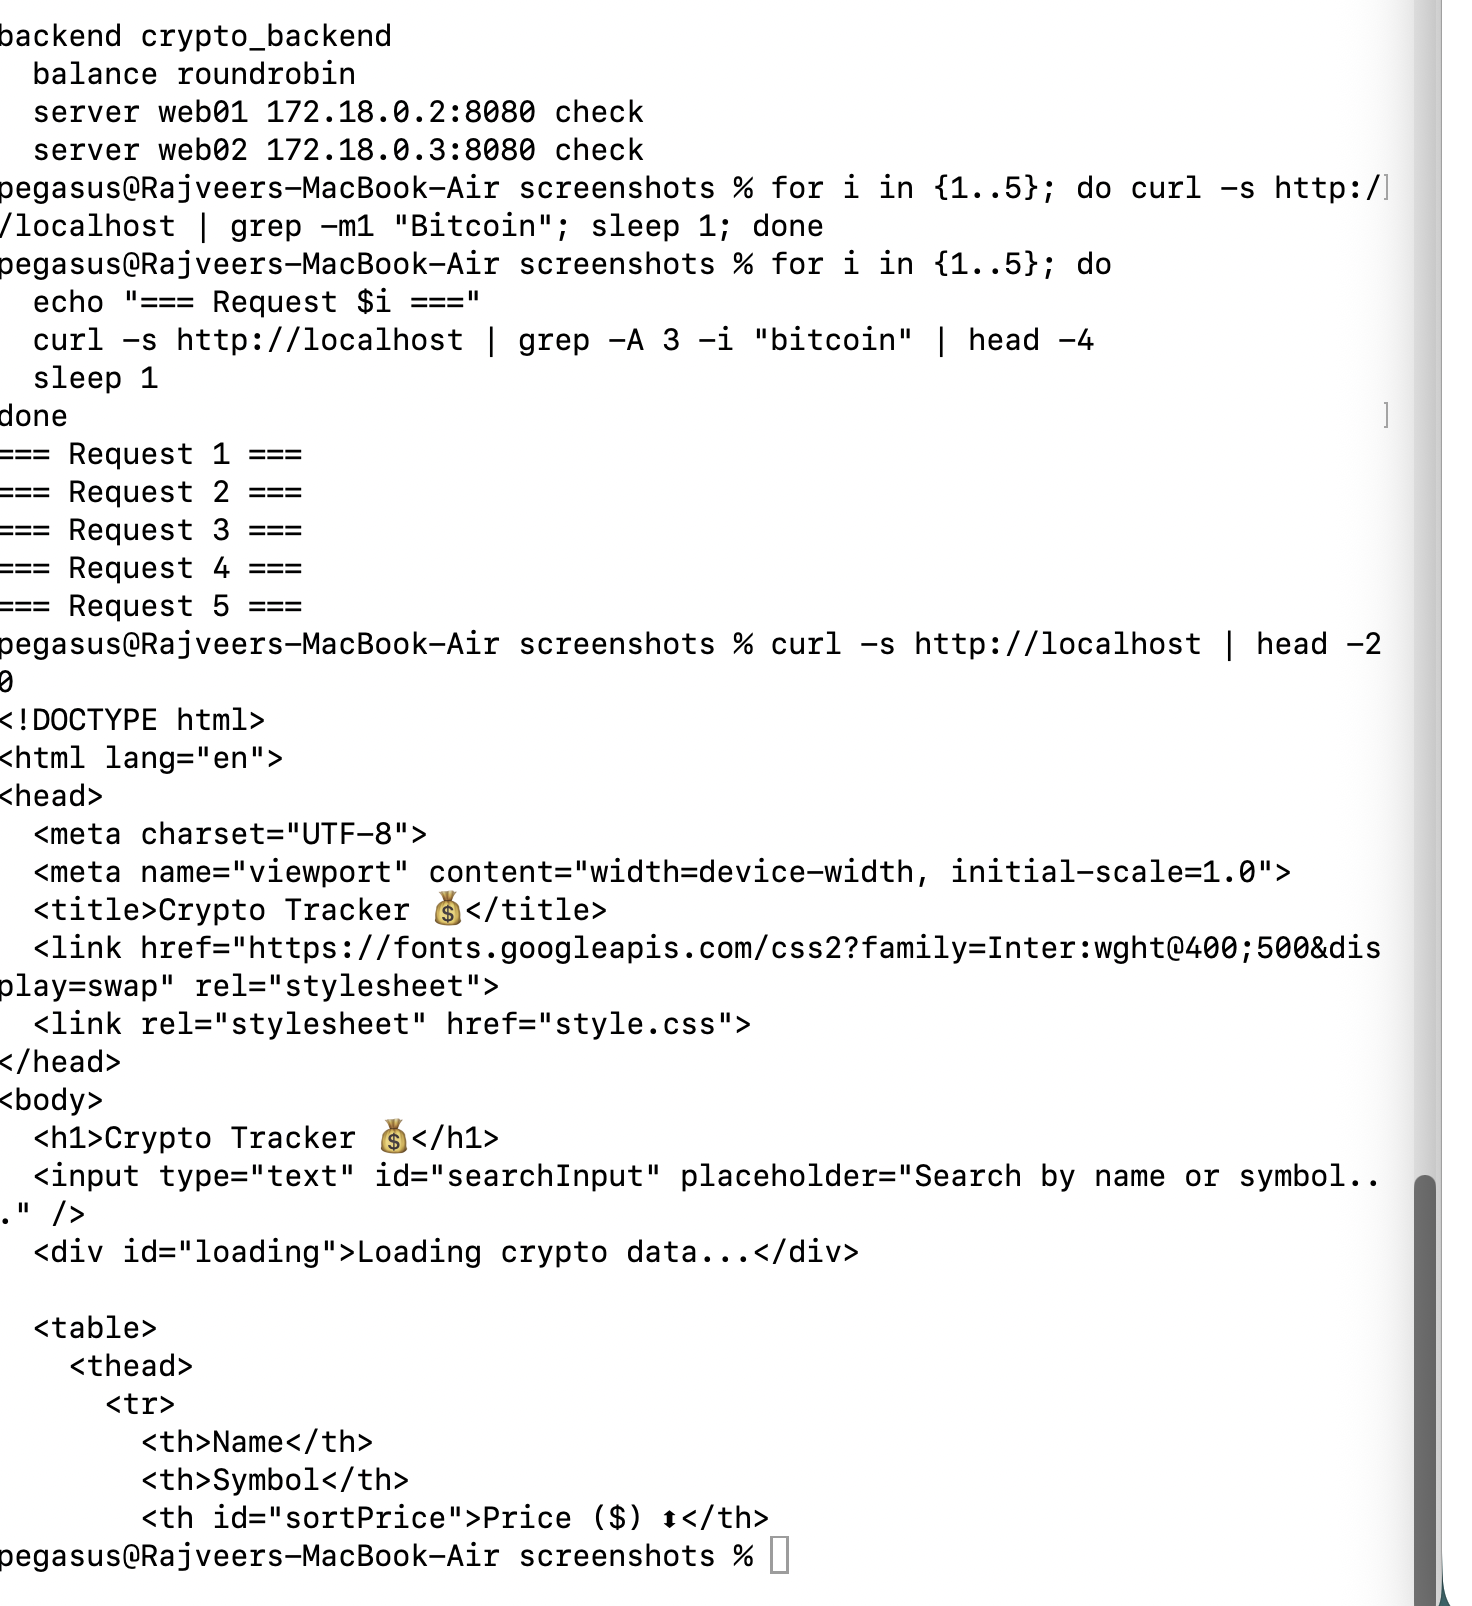 backend crypto_backend
  balance roundrobin
  server web01 172.18.0.2:8080 check
  server web02 172.18.0.3:8080 check
pegasus@Rajveers-MacBook-Air screenshots % for i in {1..5}; do curl -s http:/]
/localhost | grep -m1 "Bitcoin"; sleep 1; done
pegasus@Rajveers-MacBook-Air screenshots % for i in {1..5}; do
  echo "=== Request $i ==="
  curl -s http://localhost | grep -A 3 -i "bitcoin" | head -4
  sleep 1
done ]
=== Request 1 ===
=== Request 2 ===
=== Request 3 ===
=== Request 4 ===
=== Request 5 ===
pegasus@Rajveers-MacBook-Air screenshots % curl -s http://localhost | head -2
0
<!DOCTYPE html>
<html lang="en">
<head>
  <meta charset="UTF-8">
  <meta name="viewport" content="width=device-width, initial-scale=1.0">
  <title>Crypto Tracker 💰</title>
  <link href="https://fonts.googleapis.com/css2?family=Inter:wght@400;500&dis
play=swap" rel="stylesheet">
  <link rel="stylesheet" href="style.css">
</head>
<body>
  <h1>Crypto Tracker 💰</h1>
  <input type="text" id="searchInput" placeholder="Search by name or symbol..
." />
  <div id="loading">Loading crypto data...</div>

  <table>
    <thead>
      <tr>
        <th>Name</th>
        <th>Symbol</th>
        <th id="sortPrice">Price ($) ⬍</th>
pegasus@Rajveers-MacBook-Air screenshots %